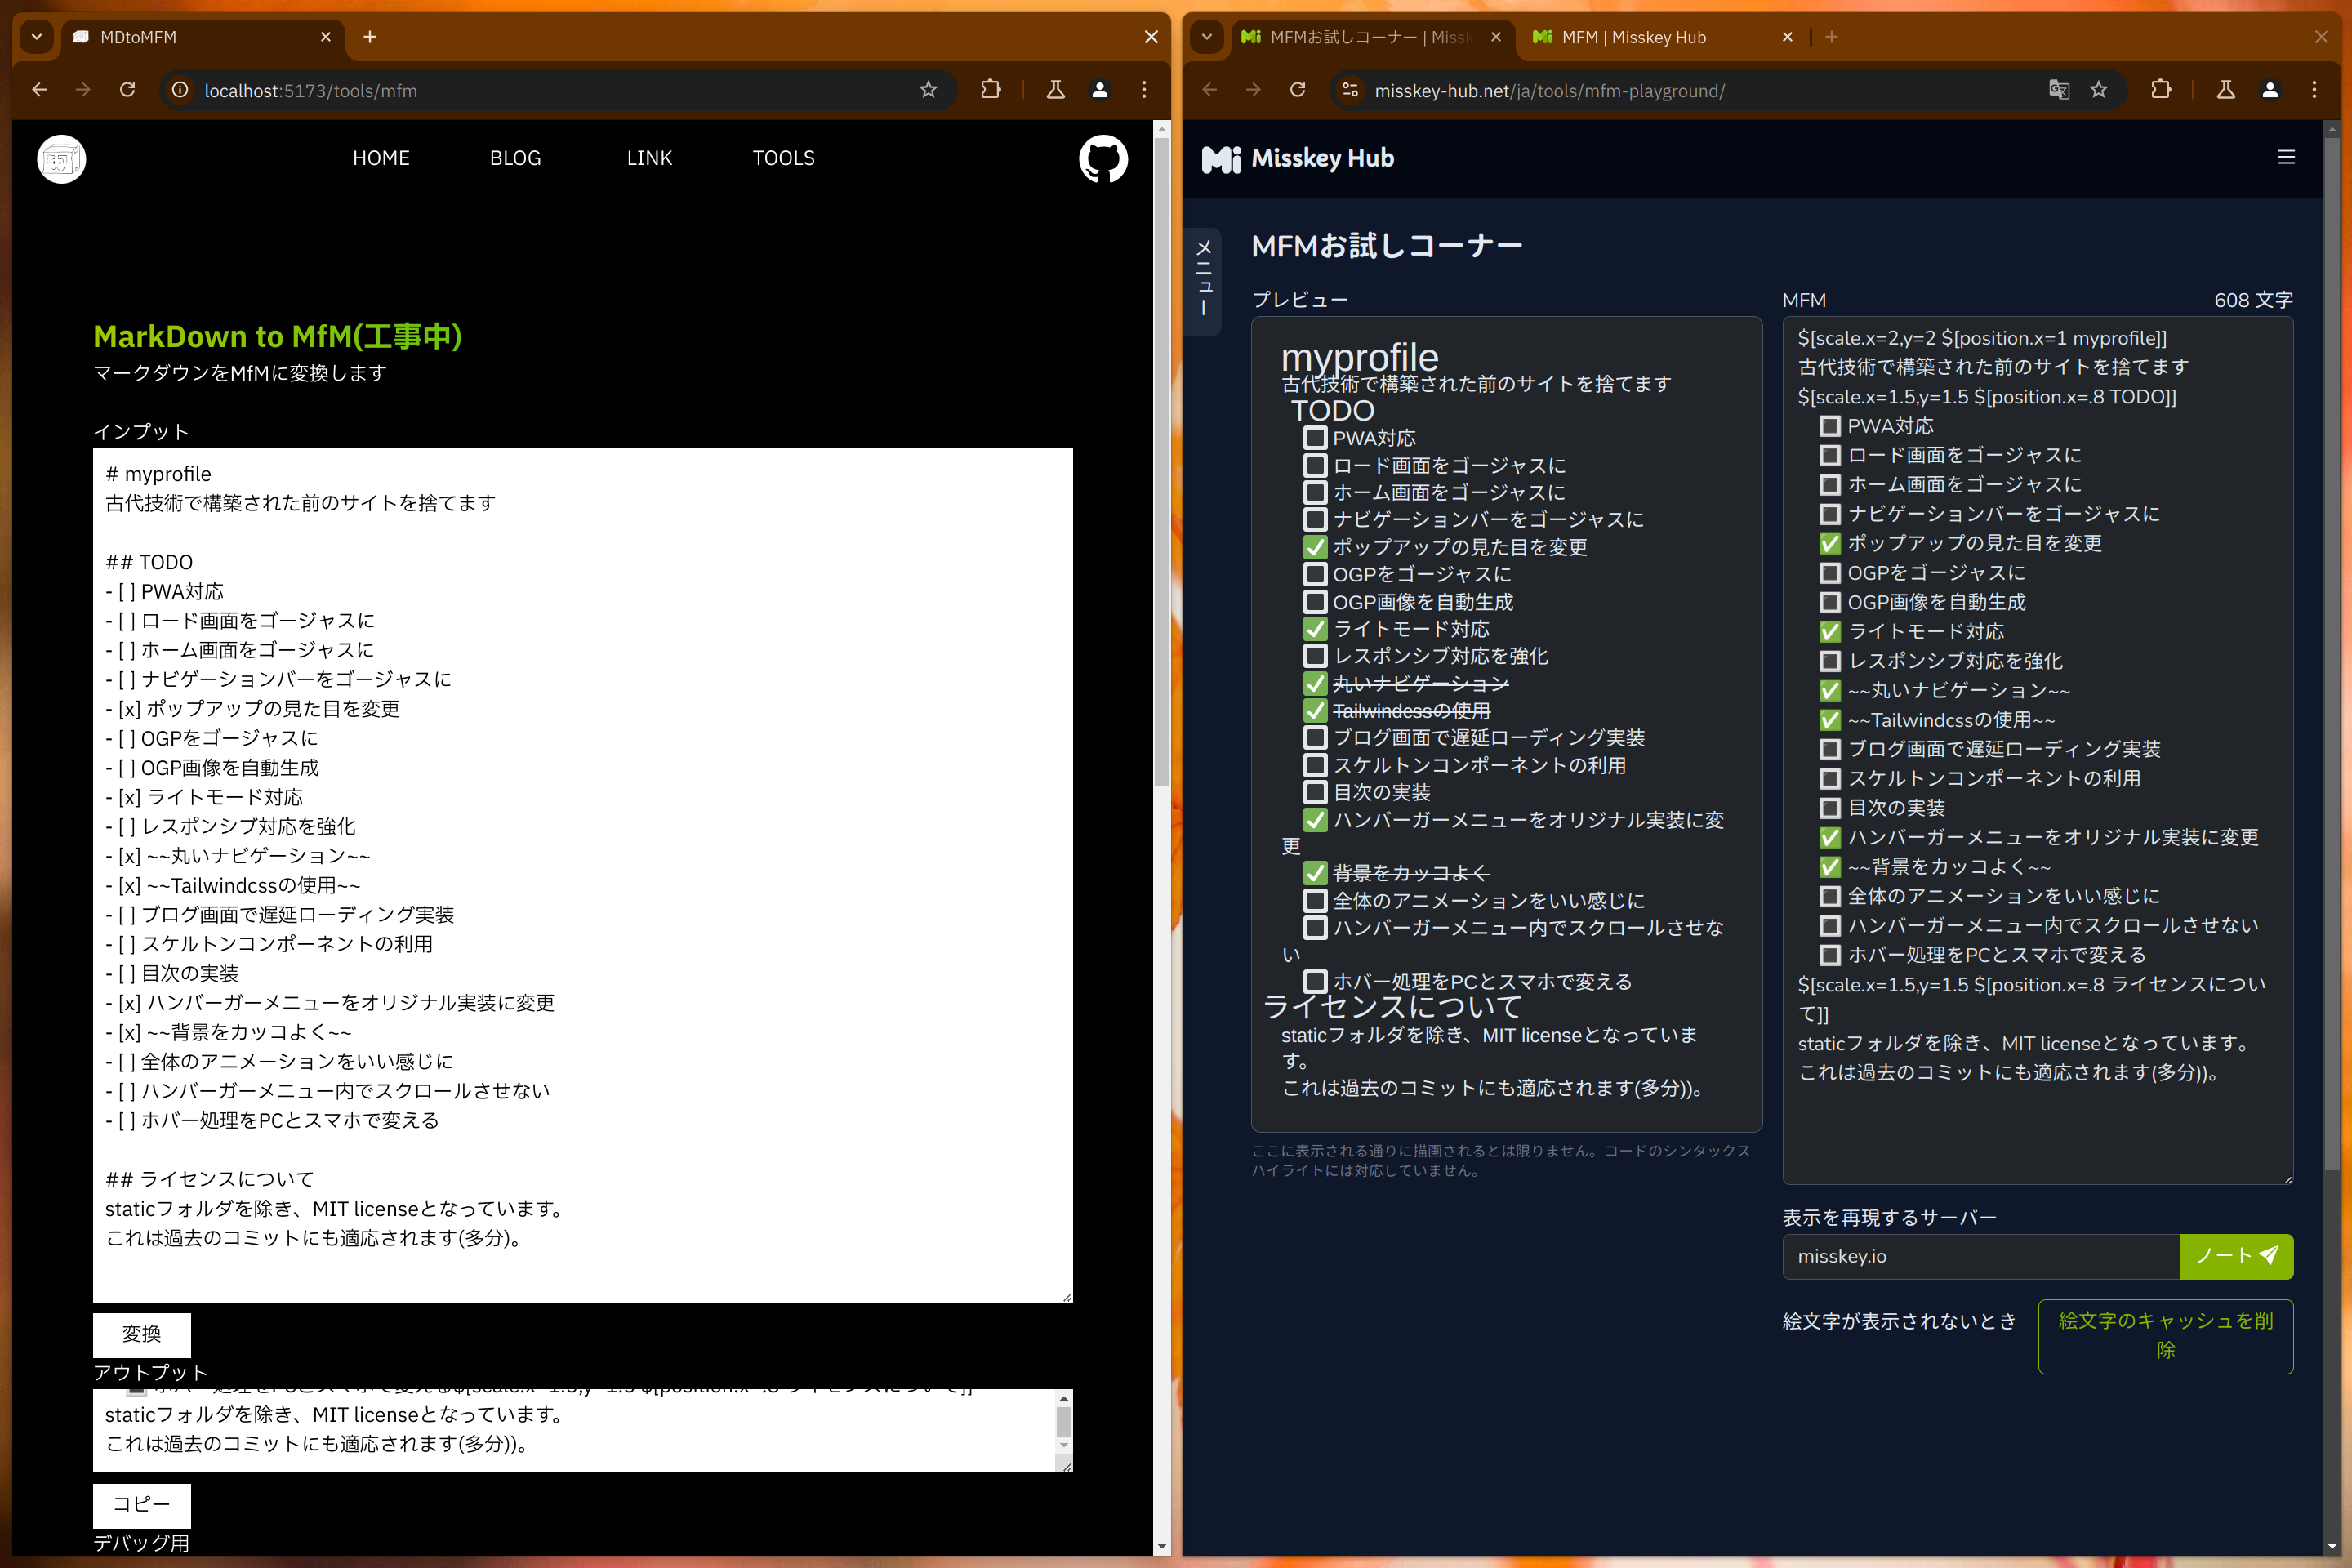 MDtoMFM
localhost:5173/tools/mfm
HOME BLOG LINK TOOLS
MarkDown to MfM(工事中)
マークダウンをMfMに変換します
インプット
# myprofile
古代技術で構築された前のサイトを捨てます
## TODO
- [ ] PWA対応
- [ ] ロード画面をゴージャスに
- [ ] ホーム画面をゴージャスに
- [ ] ナビゲーションバーをゴージャスに
- [x] ポップアップの見た目を変更
- [ ] OGPをゴージャスに
- [ ] OGP画像を自動生成
- [x] ライトモード対応
- [ ] レスポンシブ対応を強化
- [x] ~~丸いナビゲーション~~
- [x] ~~Tailwindcssの使用~~
- [ ] ブログ画面で遅延ローディング実装
- [ ] スケルトンコンポーネントの利用
- [ ] 目次の実装
- [x] ハンバーガーメニューをオリジナル実装に変更
- [x] ~~背景をカッコよく~~
- [ ] 全体のアニメーションをいい感じに
- [ ] ハンバーガーメニュー内でスクロールさせない
- [ ] ホバー処理をPCとスマホで変える
## ライセンスについて
staticフォルダを除き、MIT licenseとなっています。
これは過去のコミットにも適応されます(多分)。
変換
アウトプット
ホバー処理をPCとスマホで変える$[scale.x=1.5,y=1.5 $[position.x=.8 ライセンスについて]]
staticフォルダを除き、MIT licenseとなっています。
これは過去のコミットにも適応されます(多分))。
コピー
デバッグ用
MFMお試しコーナー | Missk
MFM | Misskey Hub
misskey-hub.net/ja/tools/mfm-playground/
Misskey Hub
メニュー
MFMお試しコーナー
プレビュー
myprofile
古代技術で構築された前のサイトを捨てます
TODO
PWA対応
ロード画面をゴージャスに
ホーム画面をゴージャスに
ナビゲーションバーをゴージャスに
✅ ポップアップの見た目を変更
OGPをゴージャスに
OGP画像を自動生成
✅ ライトモード対応
レスポンシブ対応を強化
✅ 丸いナビゲーション
✅ Tailwindcssの使用
ブログ画面で遅延ローディング実装
スケルトンコンポーネントの利用
目次の実装
✅ ハンバーガーメニューをオリジナル実装に変
更
✅ 背景をカッコよく
全体のアニメーションをいい感じに
ハンバーガーメニュー内でスクロールさせな
い
ホバー処理をPCとスマホで変える
ライセンスについて
staticフォルダを除き、MIT licenseとなっていま
す。
これは過去のコミットにも適応されます(多分))。
ここに表示される通りに描画されるとは限りません。コードのシンタックス
ハイライトには対応していません。
MFM 608 文字
$[scale.x=2,y=2 $[position.x=1 myprofile]]
古代技術で構築された前のサイトを捨てます
$[scale.x=1.5,y=1.5 $[position.x=.8 TODO]]
🔳 PWA対応
🔳 ロード画面をゴージャスに
🔳 ホーム画面をゴージャスに
🔳 ナビゲーションバーをゴージャスに
✅ ポップアップの見た目を変更
🔳 OGPをゴージャスに
🔳 OGP画像を自動生成
✅ ライトモード対応
🔳 レスポンシブ対応を強化
✅ ~~丸いナビゲーション~~
✅ ~~Tailwindcssの使用~~
🔳 ブログ画面で遅延ローディング実装
🔳 スケルトンコンポーネントの利用
🔳 目次の実装
✅ ハンバーガーメニューをオリジナル実装に変更
✅ ~~背景をカッコよく~~
🔳 全体のアニメーションをいい感じに
🔳 ハンバーガーメニュー内でスクロールさせない
🔳 ホバー処理をPCとスマホで変える
$[scale.x=1.5,y=1.5 $[position.x=.8 ライセンスについ
て]]
staticフォルダを除き、MIT licenseとなっています。
これは過去のコミットにも適応されます(多分))。
表示を再現するサーバー
misskey.io ノート
絵文字が表示されないとき
絵文字のキャッシュを削
除